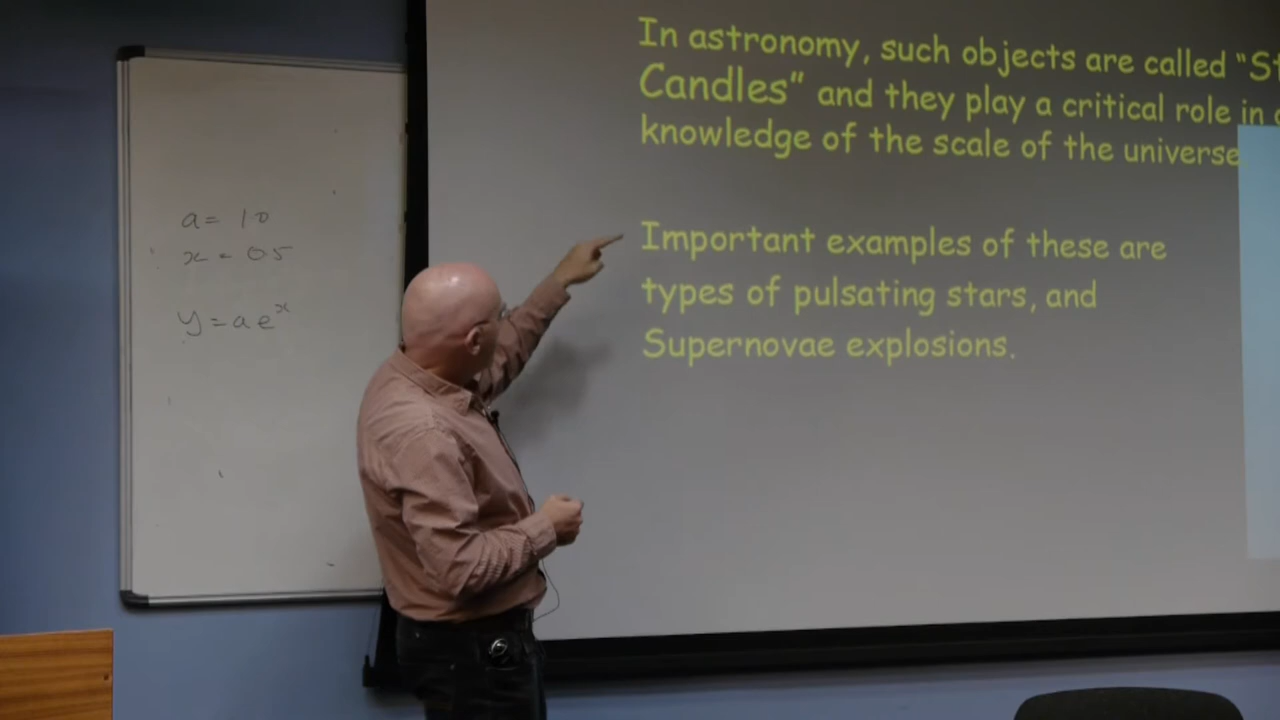 a = 10
x = 0.5
y = a e^x
In astronomy, such objects are called “St
Candles” and they play a critical role in
knowledge of the scale of the universe
Important examples of these are
types of pulsating stars, and
Supernovae explosions.